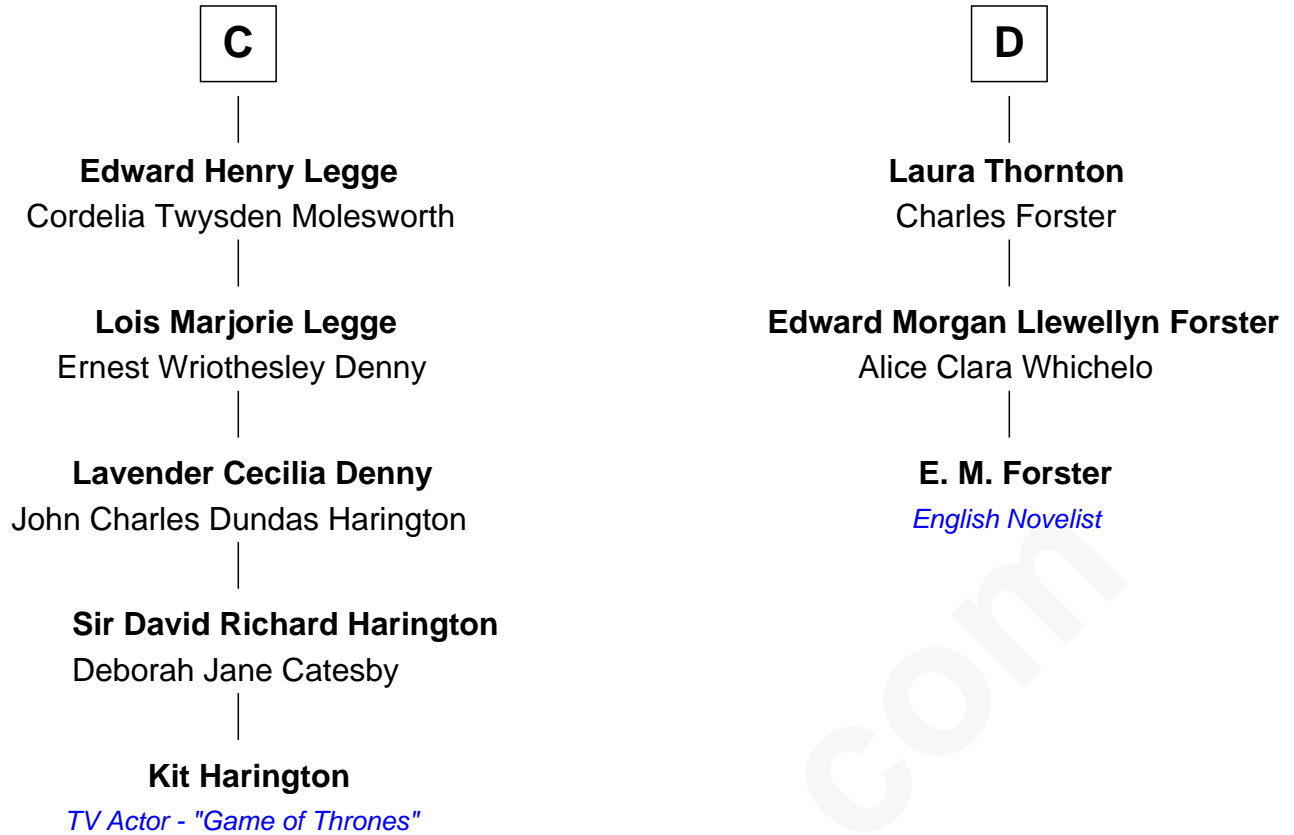 C
Edward Henry Legge
Cordelia Twysden Molesworth
Lois Marjorie Legge
Ernest Wriothesley Denny
Lavender Cecilia Denny
John Charles Dundas Harington
Sir David Richard Harington
Deborah Jane Catesby
Kit Harington
TV Actor - "Game of Thrones"
D
Laura Thornton
Charles Forster
Edward Morgan Llewellyn Forster
Alice Clara Whichelo
E. M. Forster
English Novelist
com